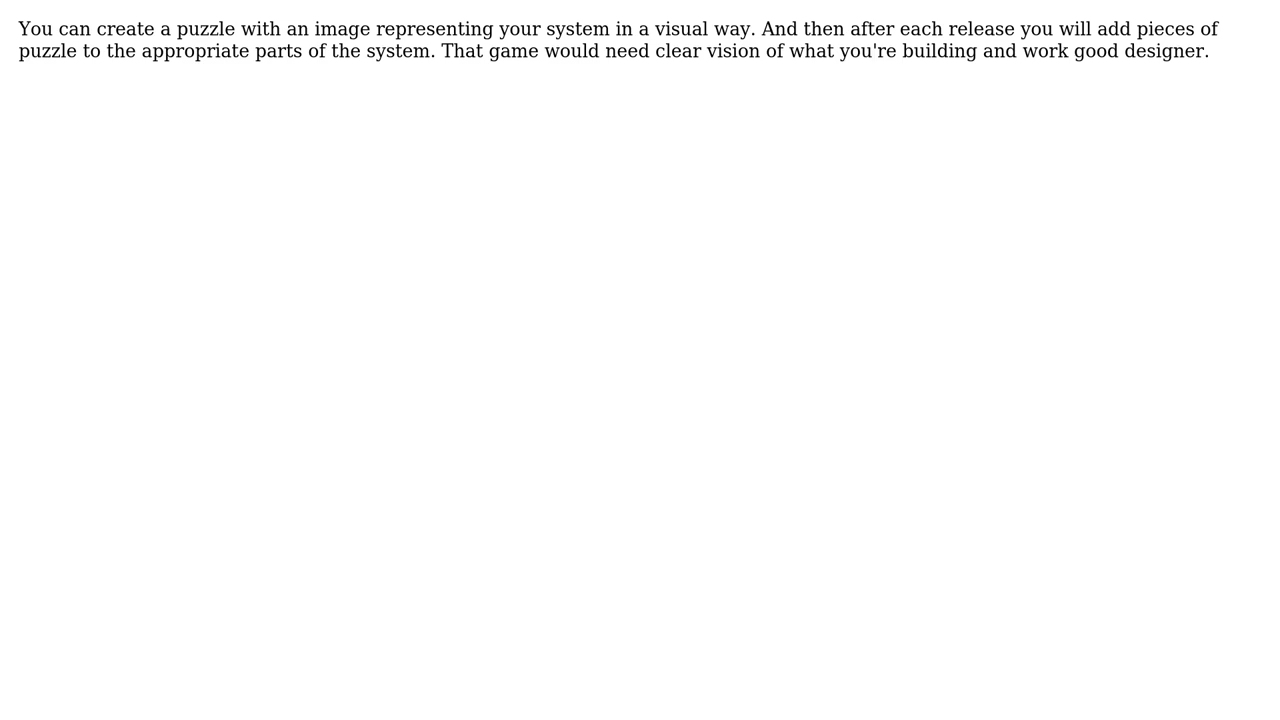 You can create a puzzle with an image representing your system in a visual way. And then after each release you will add pieces of
puzzle to the appropriate parts of the system. That game would need clear vision of what you're building and work good designer.